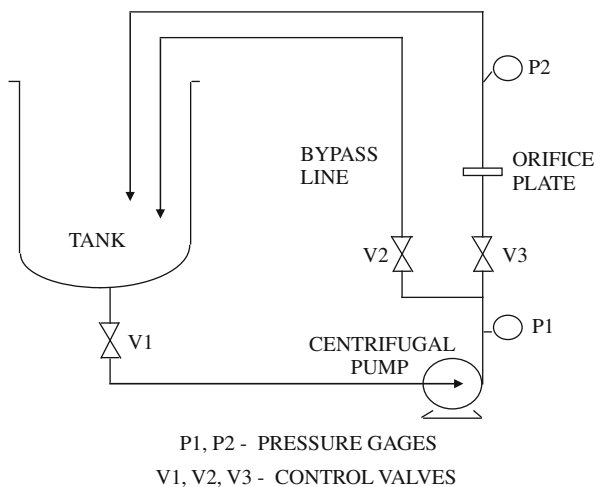 P2
BYPASS
LINE
ORIFICE
PLATE
TANK
V2
V3
V1
P1
CENTRIFUGAL
PUMP
P1, P2 - PRESSURE GAGES
V1, V2, V3 - CONTROL VALVES